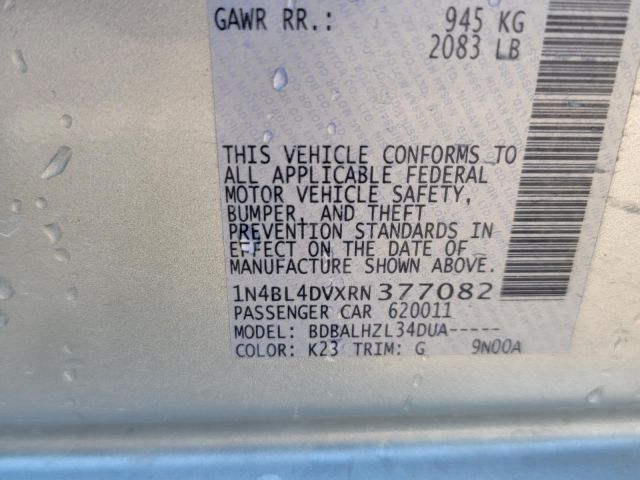 GAWR RR.: 945 KG
2083 LB
THIS VEHICLE CONFORMS TO
ALL APPLICABLE FEDERAL
MOTOR VEHICLE SAFETY,
BUMPER, AND THEFT
PREVENTION STANDARDS IN
EFFECT ON THE DATE OF
MANUFACTURE SHOWN ABOVE.
1N4BL4DVXRN377082
PASSENGER CAR 620011
MODEL: BDBALHZL34DUA-----
COLOR: K23 TRIM: G 9N00A